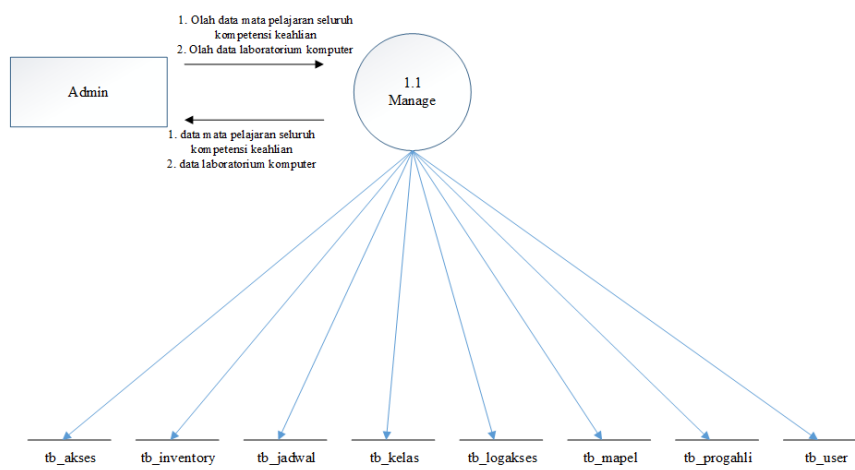 1. Olah data mata pelajaran seluruh
kompetensi keahlian
2. Olah data laboratorium komputer
Admin
1.1
Manage
1. data mata pelajaran seluruh
kompetensi keahlian
2. data laboratorium komputer
tb_akses
tb_inventory
tb_jadwal
tb_kelas
tb_logakses
tb_mapel
tb_progahli
tb_user